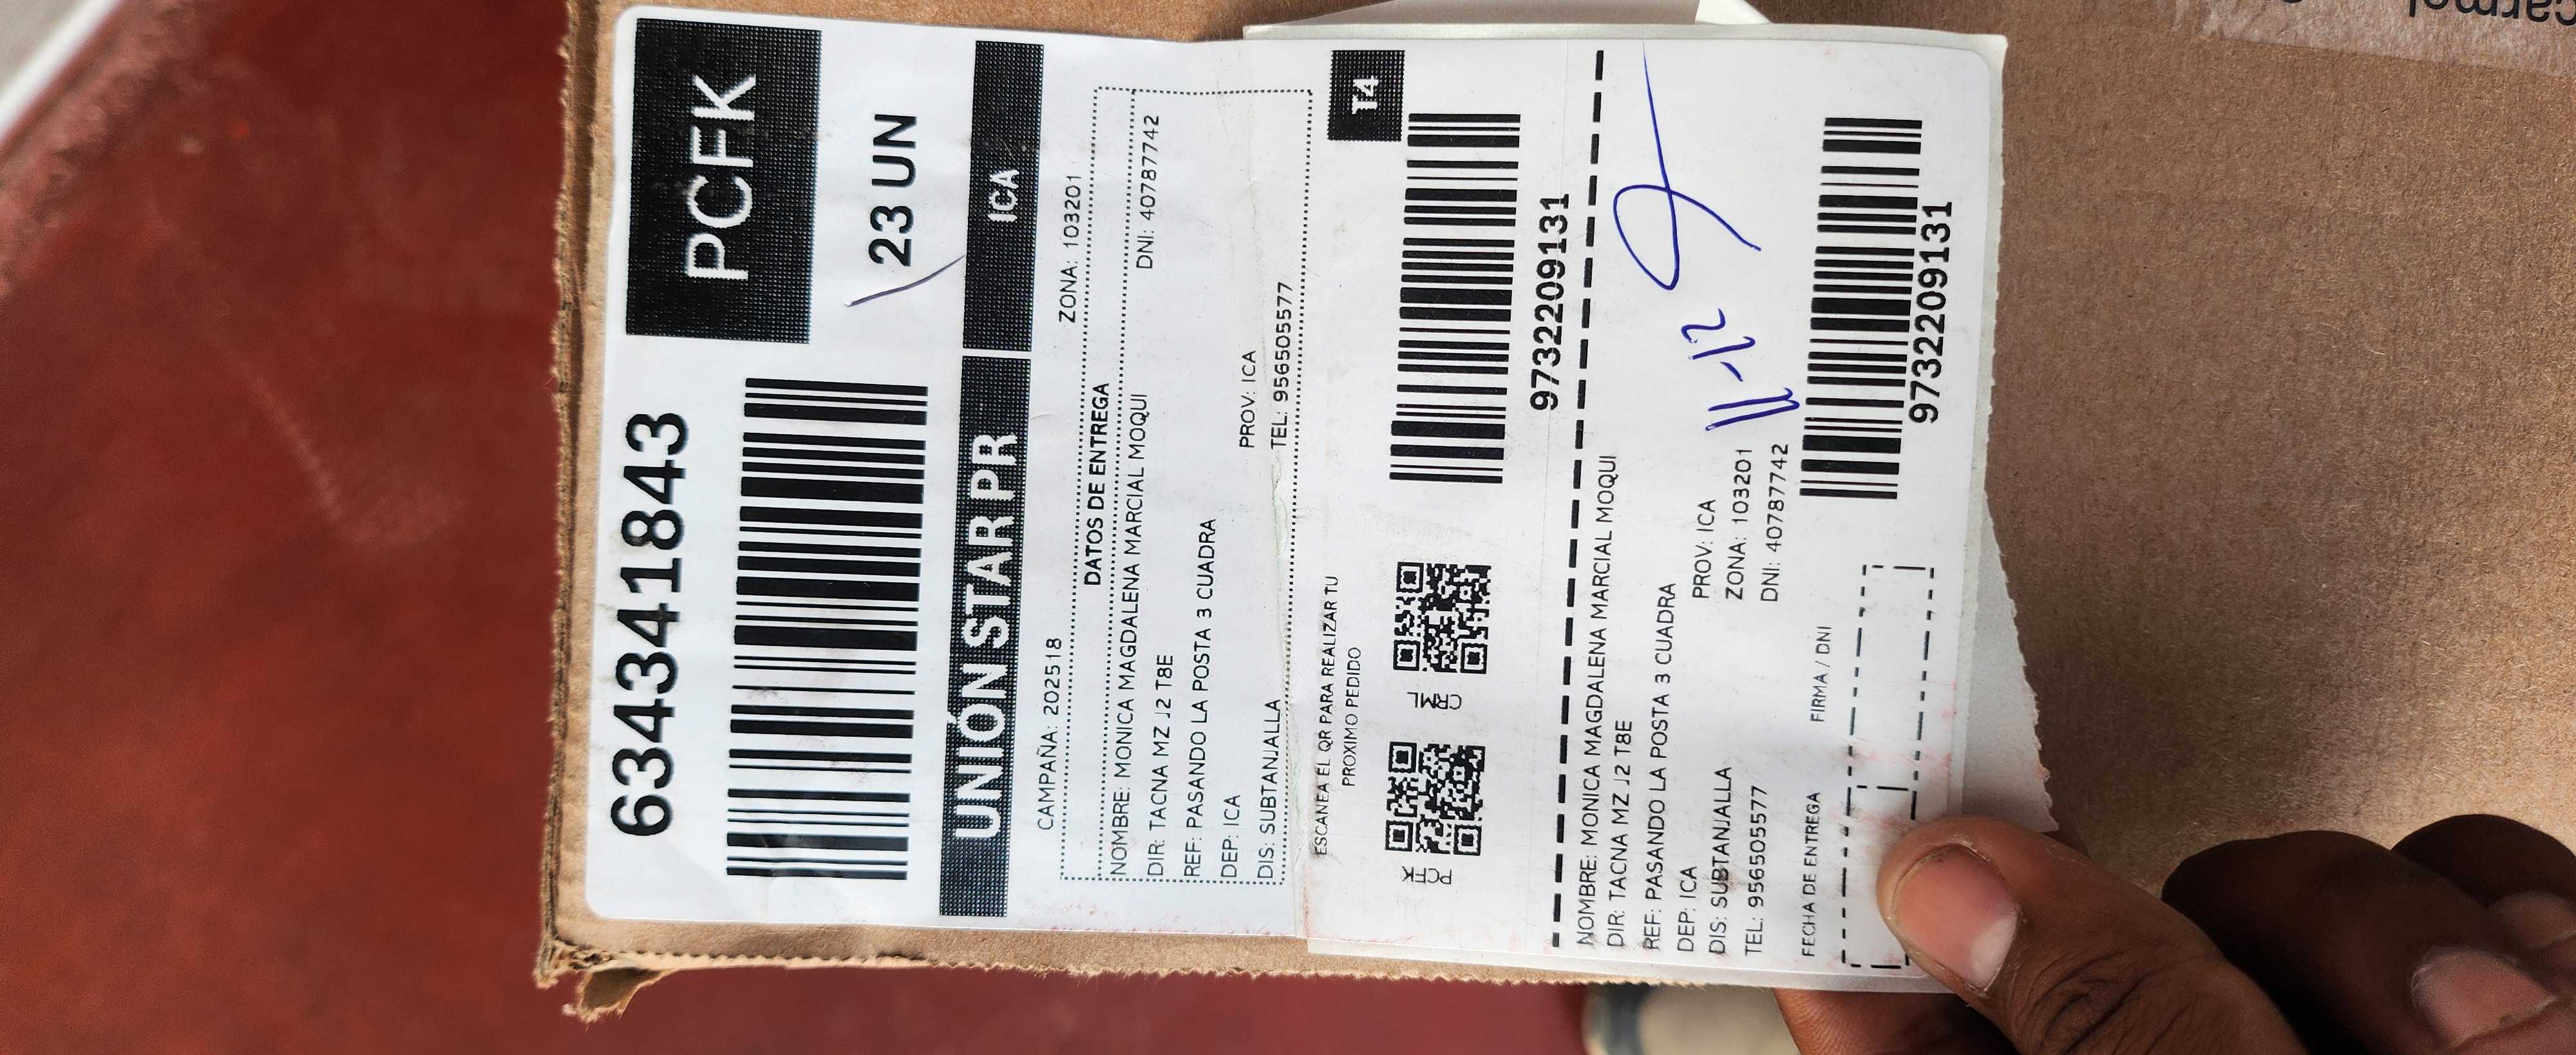 6343341843
PCFK
23 UN
UNIÓN STAR PR
ICA
CAMPAÑA: 202518
ZONA: 103201
DATOS DE ENTREGA
NOMBRE: MONICA MAGDALENA MARCIAL MOQUI
DIR: TACNA MZ J2 T8E
DNI: 40787742
REF: PASANDO LA POSTA 3 CUADRA
DEP: ICA
PROV: ICA
DIS: SUBTANJALLA
TEL: 956505577
ESCANEA EL QR PARA REALIZAR TU
PROXIMO PEDIDO
T4
PCFK
CRML
9732209131
NOMBRE: MONICA MAGDALENA MARCIAL MOQUI
DIR: TACNA MZ J2 T8E
REF: PASANDO LA POSTA 3 CUADRA
DEP: ICA
PROV: ICA
DIS: SUBTANJALLA
ZONA: 103201
TEL: 956505577
DNI: 40787742
11-12
FECHA DE ENTREGA
FIRMA / DNI
9732209131
carmel